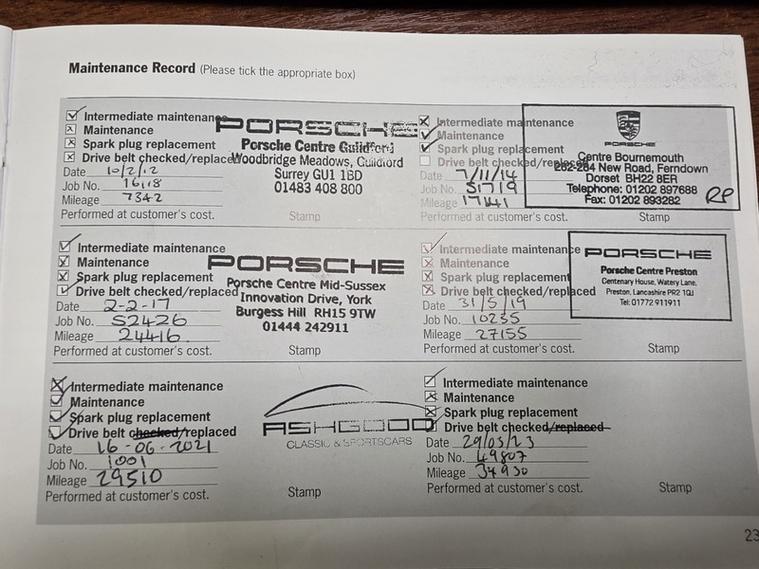 Maintenance Record (Please tick the appropriate box)
Intermediate maintenance
Maintenance
Spark plug replacement
Drive belt checked/replaced
Date 10/2/12
Job No. 16118
Mileage 7342
Performed at customer's cost.
PORSCHE
Porsche Centre Guildford
Woodbridge Meadows, Guildford
Surrey GU1 1BD
01483 408 800
Stamp
Intermediate maintenance
Maintenance
Spark plug replacement
Drive belt checked/replaced
Date 7/11/14
Job No. 51719
Mileage 17141
Performed at customer's cost.
PORSCHE
Centre Bournemouth
262-284 New Road, Ferndown
Dorset BH22 8ER
Telephone: 01202 897688
Fax: 01202 893282
RP
Stamp
Intermediate maintenance
Maintenance
Spark plug replacement
Drive belt checked/replaced
Date 2-2-17
Job No. 52426
Mileage 24416
Performed at customer's cost.
PORSCHE
Porsche Centre Mid-Sussex
Innovation Drive, York
Burgess Hill RH15 9TW
01444 242911
Stamp
Intermediate maintenance
Maintenance
Spark plug replacement
Drive belt checked/replaced
Date 31/5/19
Job No. 10255
Mileage 27155
Performed at customer's cost.
PORSCHE
Porsche Centre Preston
Centenary House, Watery Lane,
Preston, Lancashire PR2 1QJ
Tel: 01772 911911
Stamp
Intermediate maintenance
Maintenance
Spark plug replacement
Drive belt checked/replaced
Date 16-06-2021
Job No. 1001
Mileage 29510
Performed at customer's cost.
ASHGOOD
CLASSIC & SPORTSCARS
Stamp
Intermediate maintenance
Maintenance
Spark plug replacement
Drive belt checked/replaced
Date 29/03/23
Job No. 49807
Mileage 34930
Performed at customer's cost.
Stamp
23